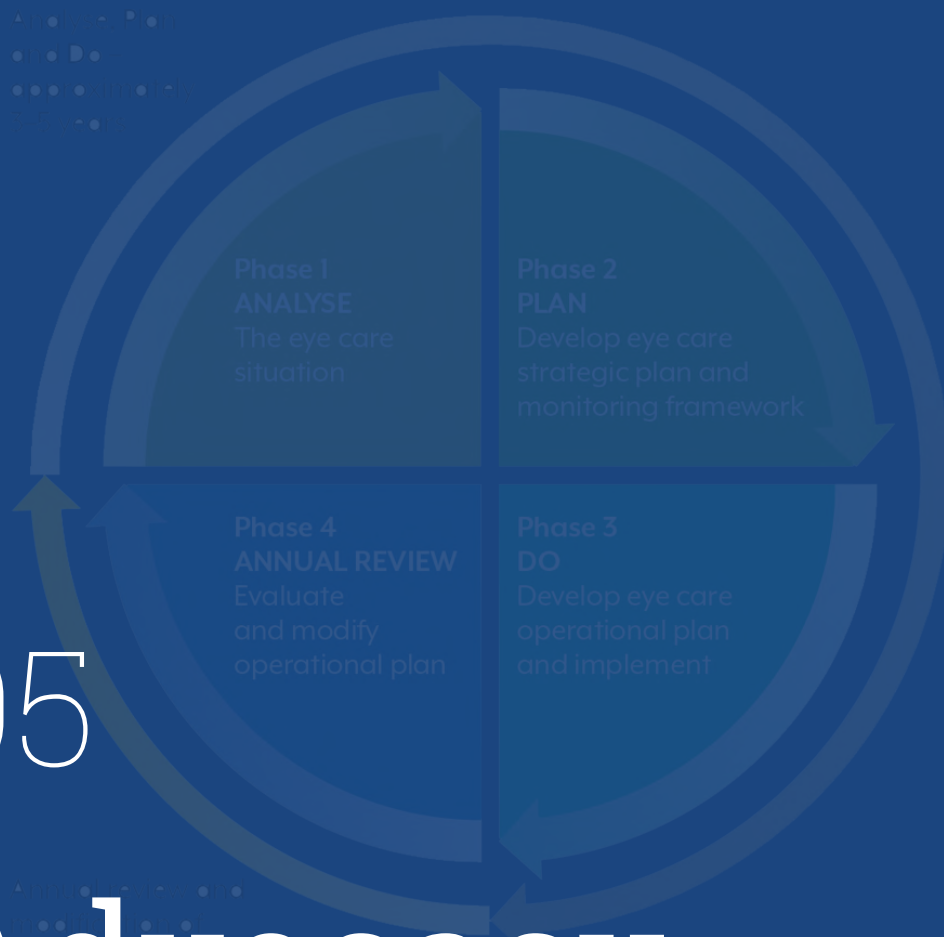 Phase 1
ANALYSE
The eye care
situation
Phase 2
PLAN
Develop eye care
strategic plan and
monitoring framework
Phase 4
ANNUAL REVIEW
Evaluate
and modify
operational plan
Phase 3
DO
Develop eye care
operational plan
and implement
05